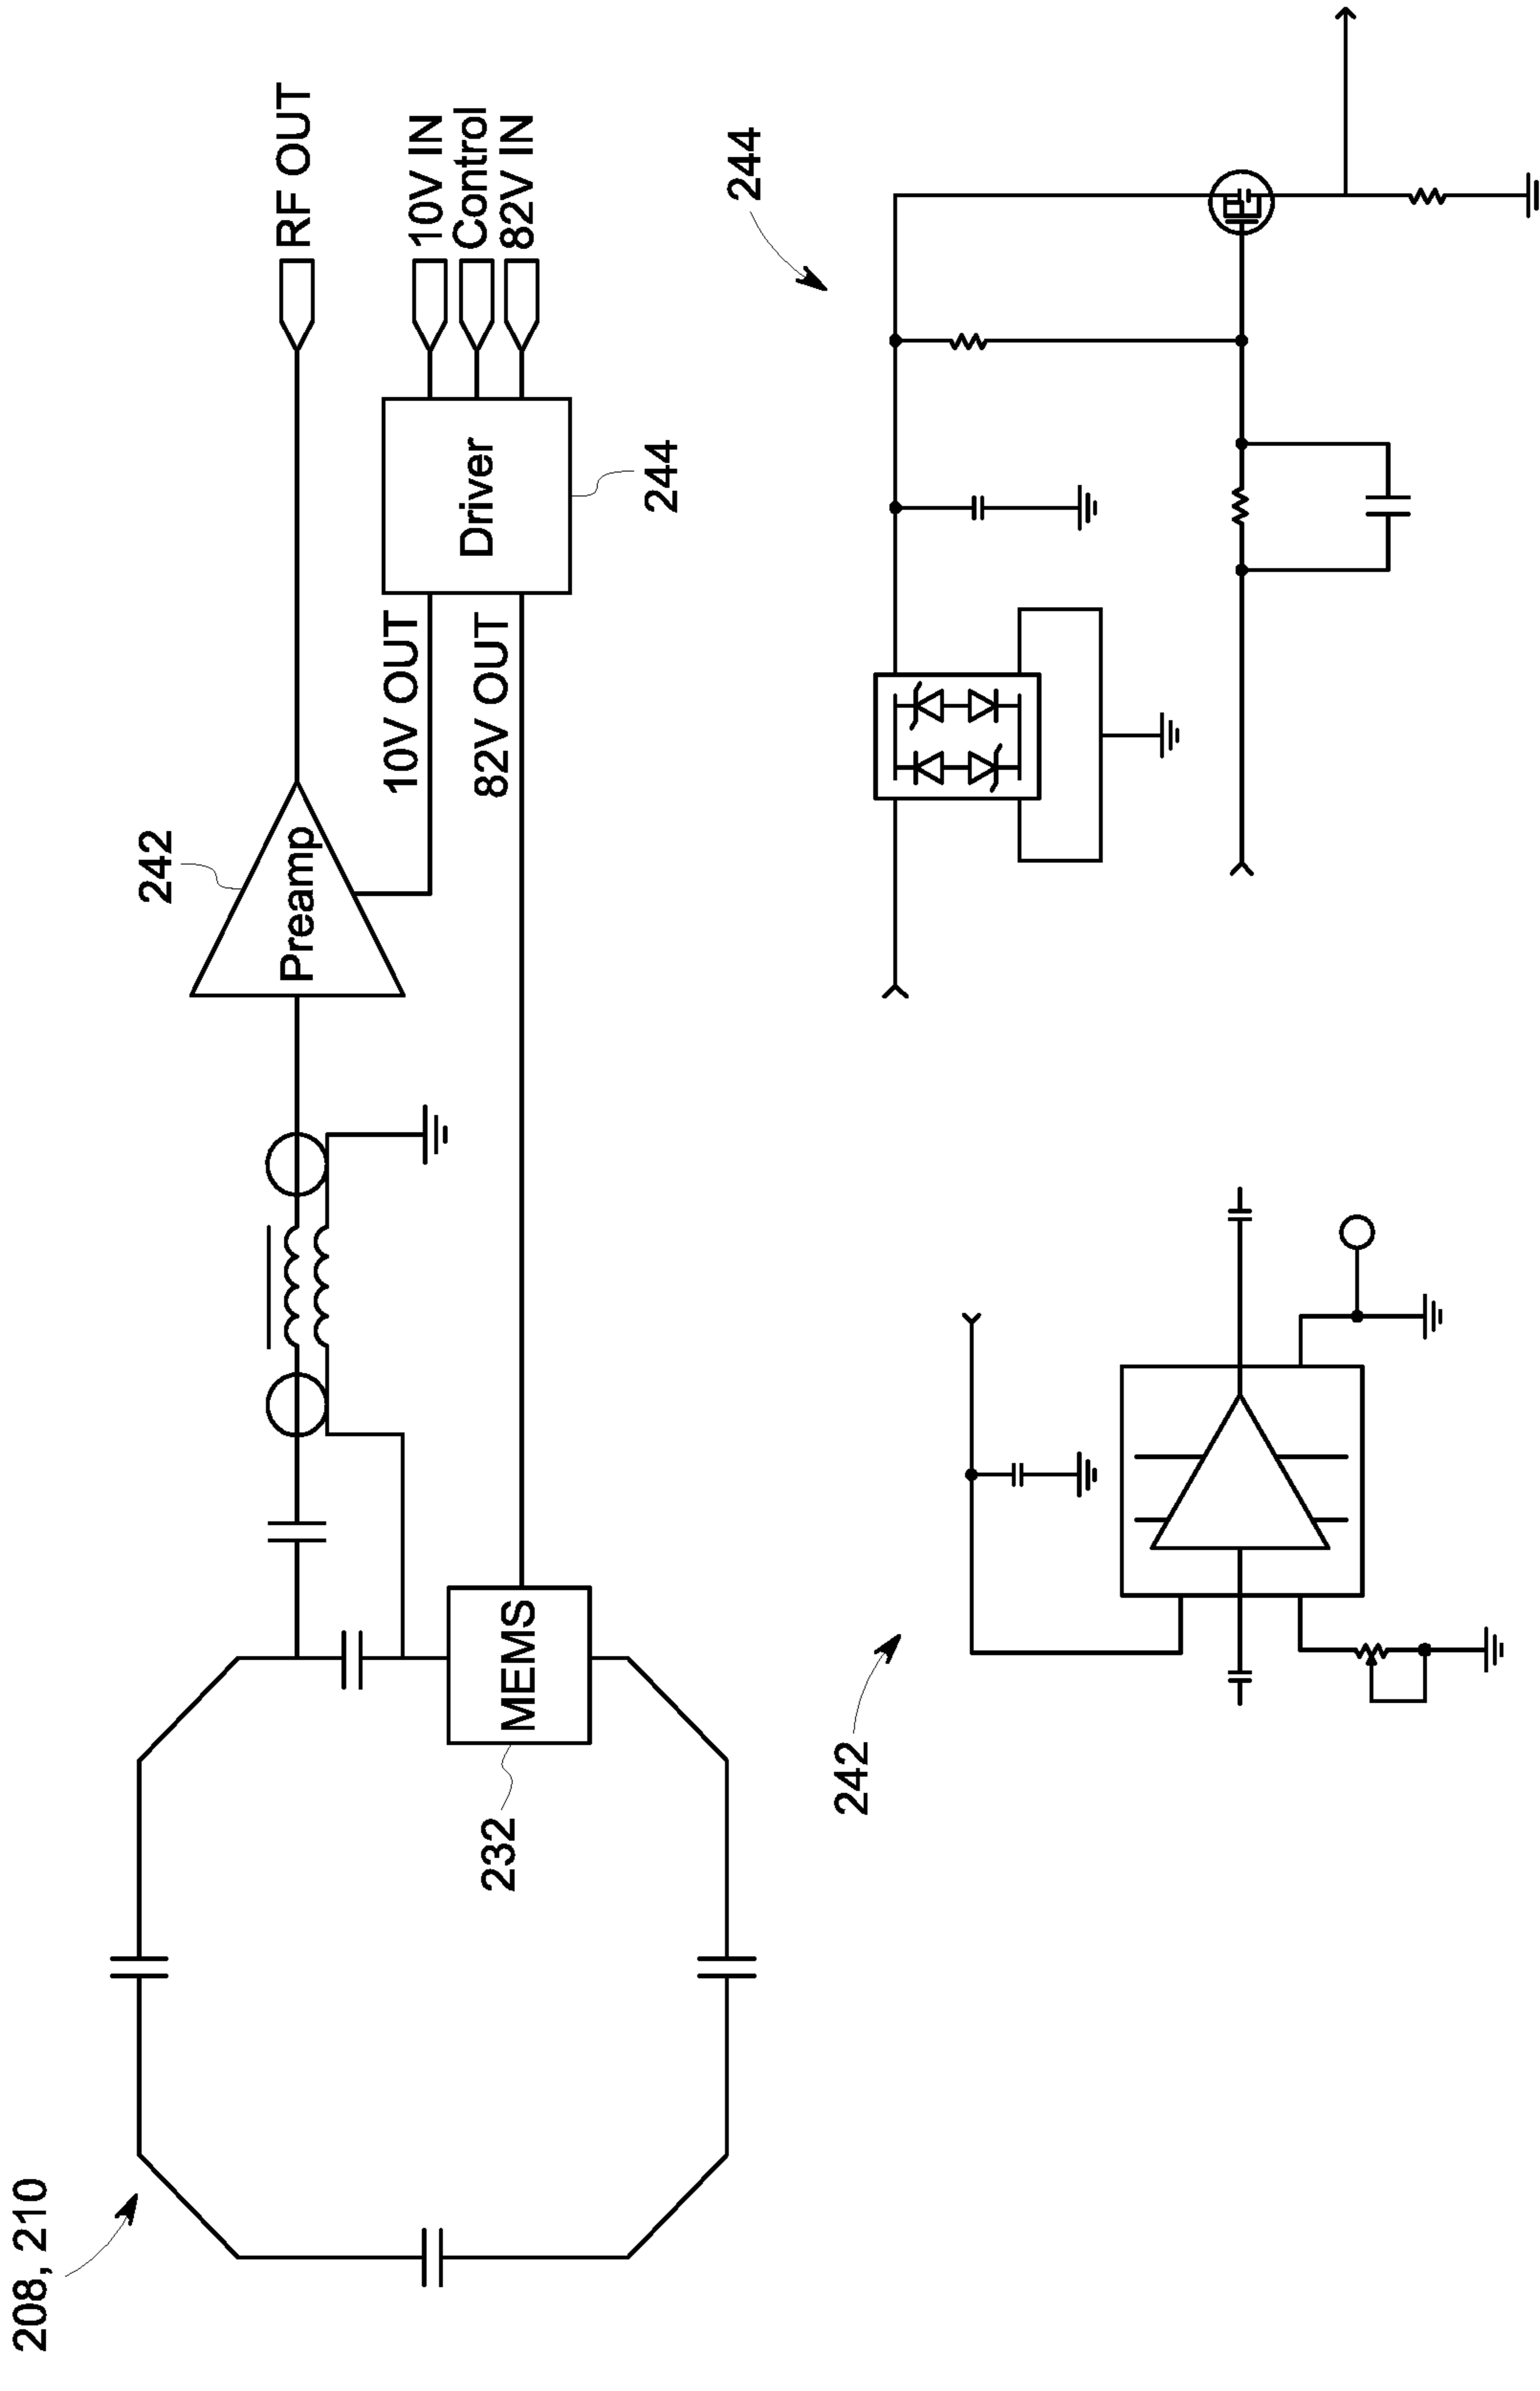 208, 210
232
MEMS
242
Preamp
RF OUT
10V OUT
82V OUT
Driver
10V IN
Control
82V IN
244
242
244